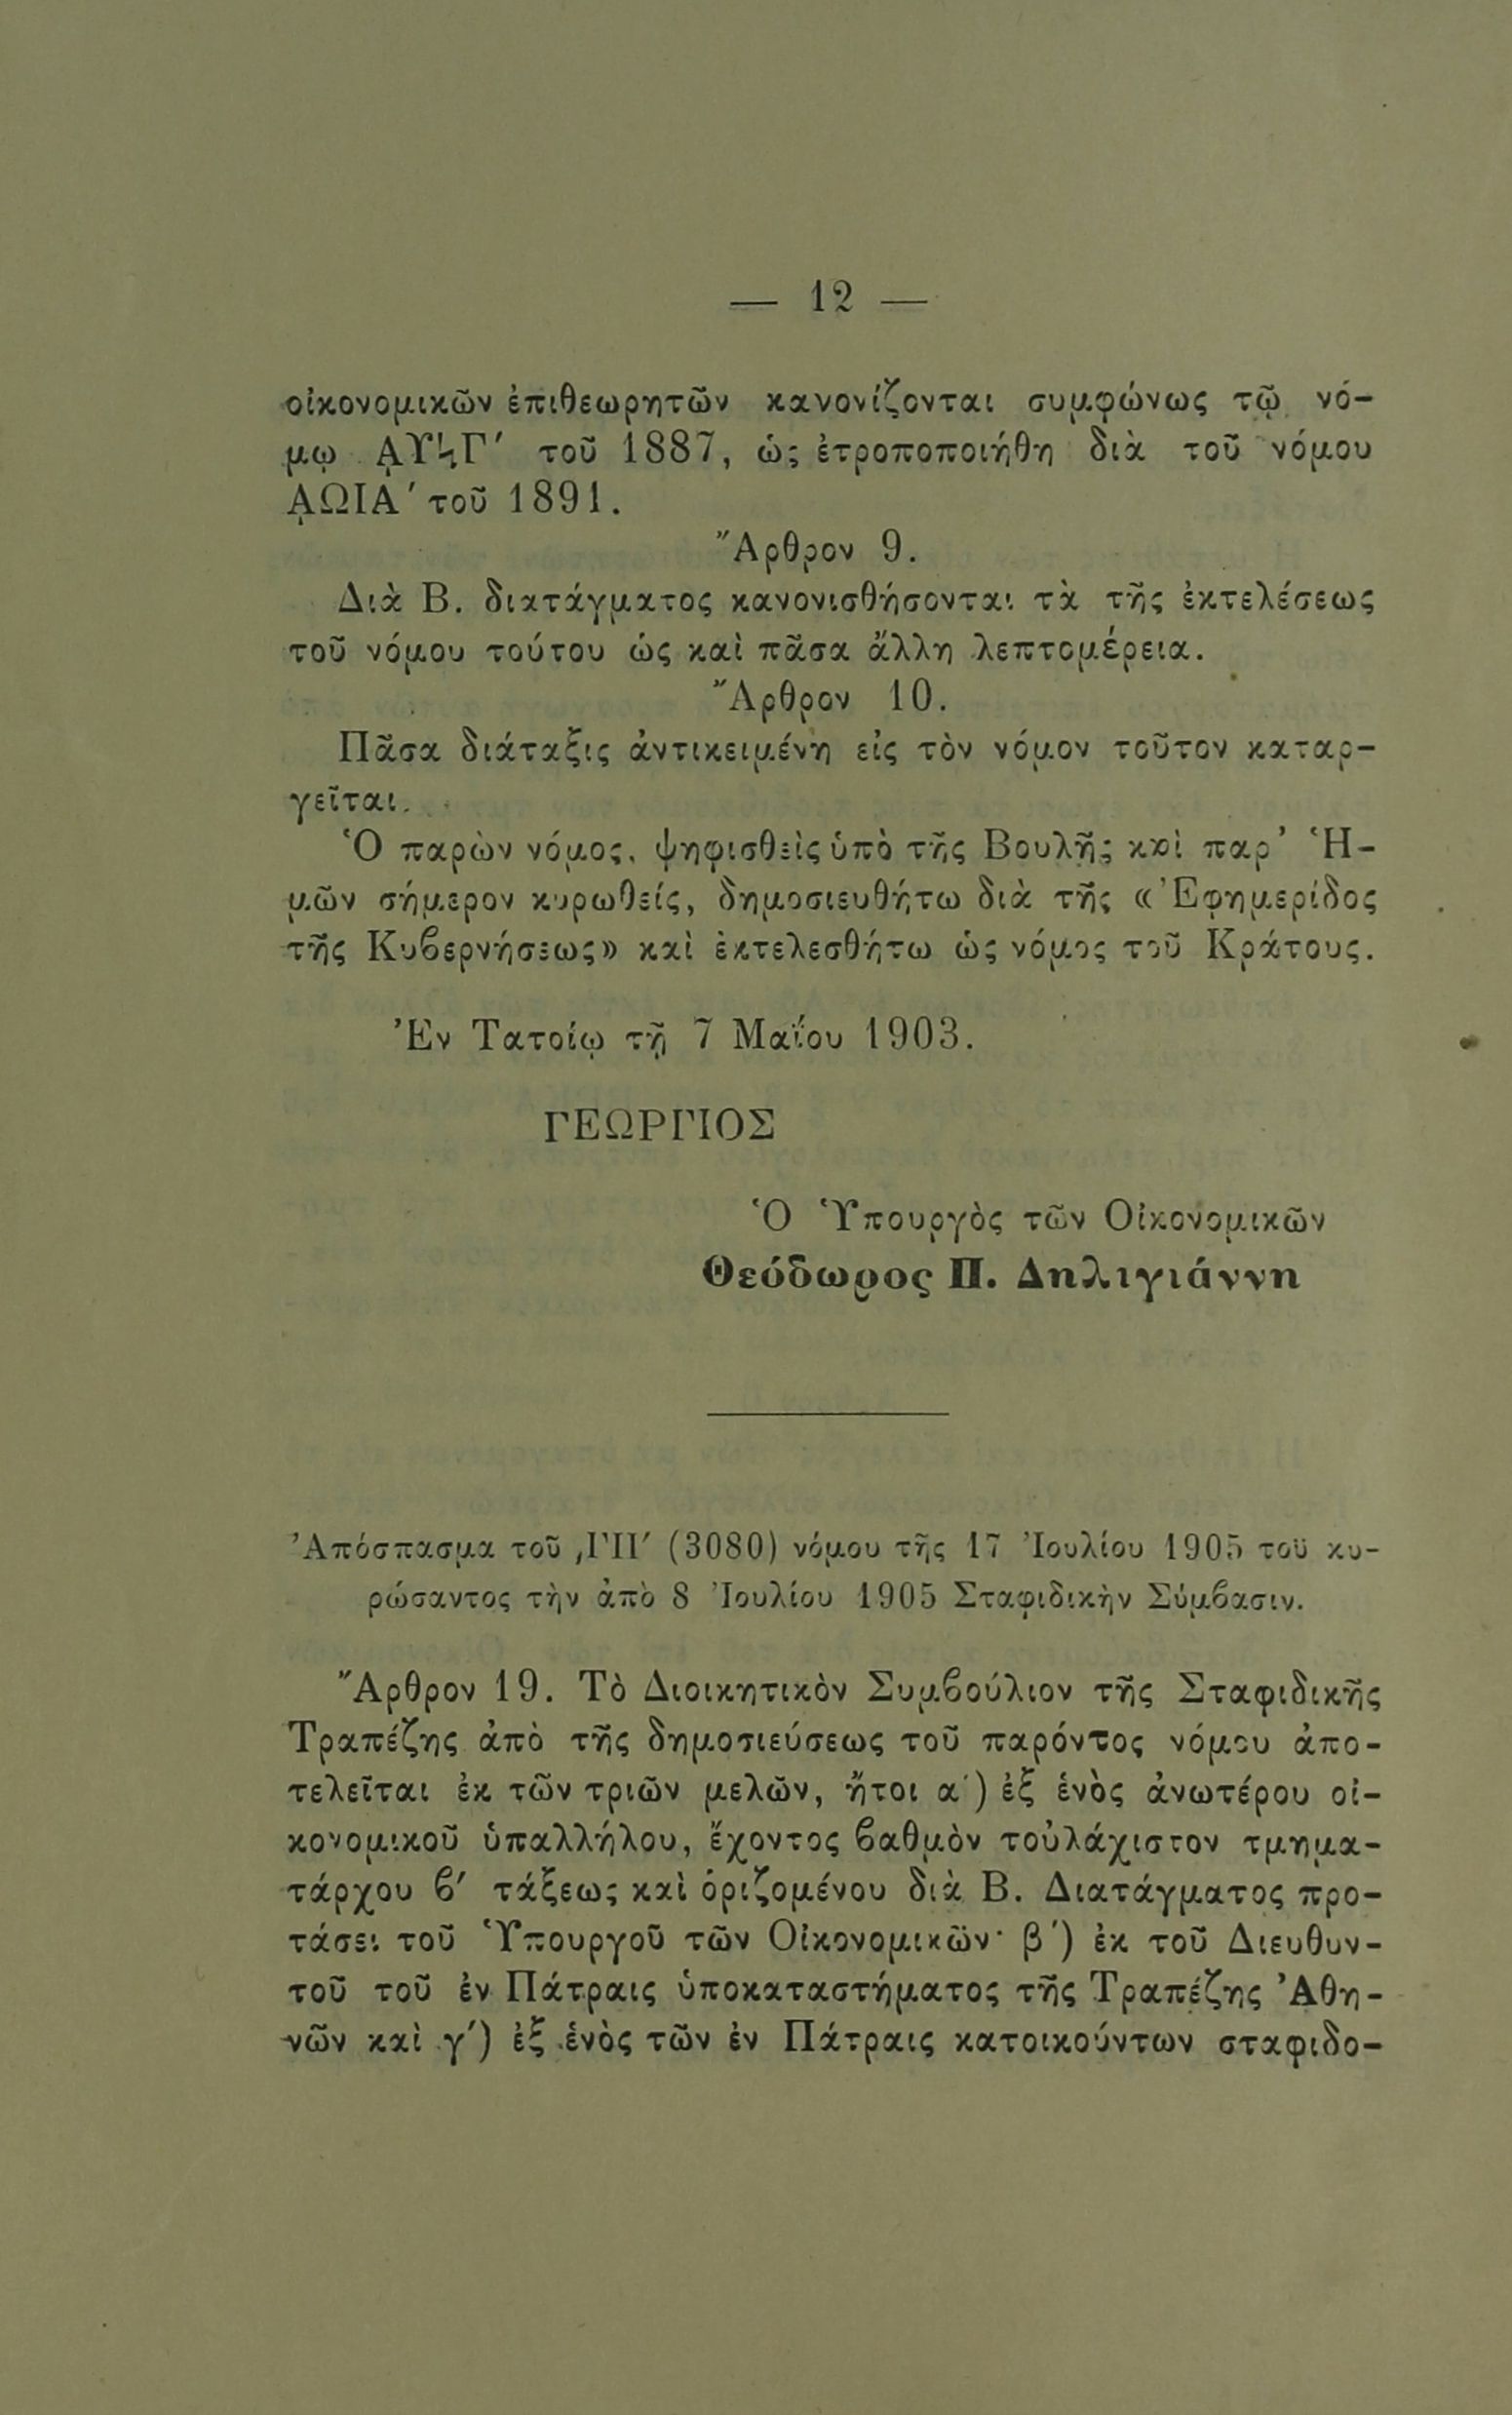 — 12 —
οἰκονομικῶν ἐπιθεωρητῶν κανονίζονται συμφώνως τῷ νό-
μῳ ͵ΑΥϟΓʹ τοῦ 1887, ὡς ἐτροποποιήθη διὰ τοῦ νόμου
͵ΑΩΙΑʹ τοῦ 1891.
Ἄρθρον 9.
Διὰ Β. διατάγματος κανονισθήσονται τὰ τῆς ἐκτελέσεως
τοῦ νόμου τούτου ὡς καὶ πᾶσα ἄλλη λεπτομέρεια.
Ἄρθρον 10.
Πᾶσα διάταξις ἀντικειμένη εἰς τὸν νόμον τοῦτον καταρ-
γεῖται.
Ὁ παρὼν νόμος, ψηφισθεὶς ὑπὸ τῆς Βουλῆς καὶ παρ’ Ἡ-
μῶν σήμερον κυρωθείς, δημοσιευθήτω διὰ τῆς «Ἐφημερίδος
τῆς Κυϐερνήσεως» καὶ ἐκτελεσθήτω ὡς νόμος τοῦ Κράτους.
Ἐν Τατοίῳ τῇ 7 Μαΐου 1903.
ΓΕΩΡΓΙΟΣ
Ὁ Ὑπουργὸς τῶν Οἰκονομικῶν
Θεόδωρος Π. Δηλιγιάννη
Ἀπόσπασμα τοῦ ͵ΓΠʹ (3080) νόμου τῆς 17 Ἰουλίου 1905 τοῦ κυ-
ρώσαντος τὴν ἀπὸ 8 Ἰουλίου 1905 Σταφιδικὴν Σύμϐασιν.
Ἄρθρον 19. Τὸ Διοικητικὸν Συμϐούλιον τῆς Σταφιδικῆς
Τραπέζης ἀπὸ τῆς δημοσιεύσεως τοῦ παρόντος νόμου ἀπο-
τελεῖται ἐκ τῶν τριῶν μελῶν, ἤτοι αʹ) ἐξ ἑνὸς ἀνωτέρου οἰ-
κονομικοῦ ὑπαλλήλου, ἔχοντος ϐαθμὸν τοὐλάχιστον τμημα-
τάρχου ϐʹ τάξεως καὶ ὁριζομένου διὰ Β. Διατάγματος προ-
τάσει τοῦ Ὑπουργοῦ τῶν Οἰκονομικῶν· βʹ) ἐκ τοῦ Διευθυν-
τοῦ τοῦ ἐν Πάτραις ὑποκαταστήματος τῆς Τραπέζης Ἀθη-
νῶν καὶ γʹ) ἐξ ἑνὸς τῶν ἐν Πάτραις κατοικούντων σταφιδο-